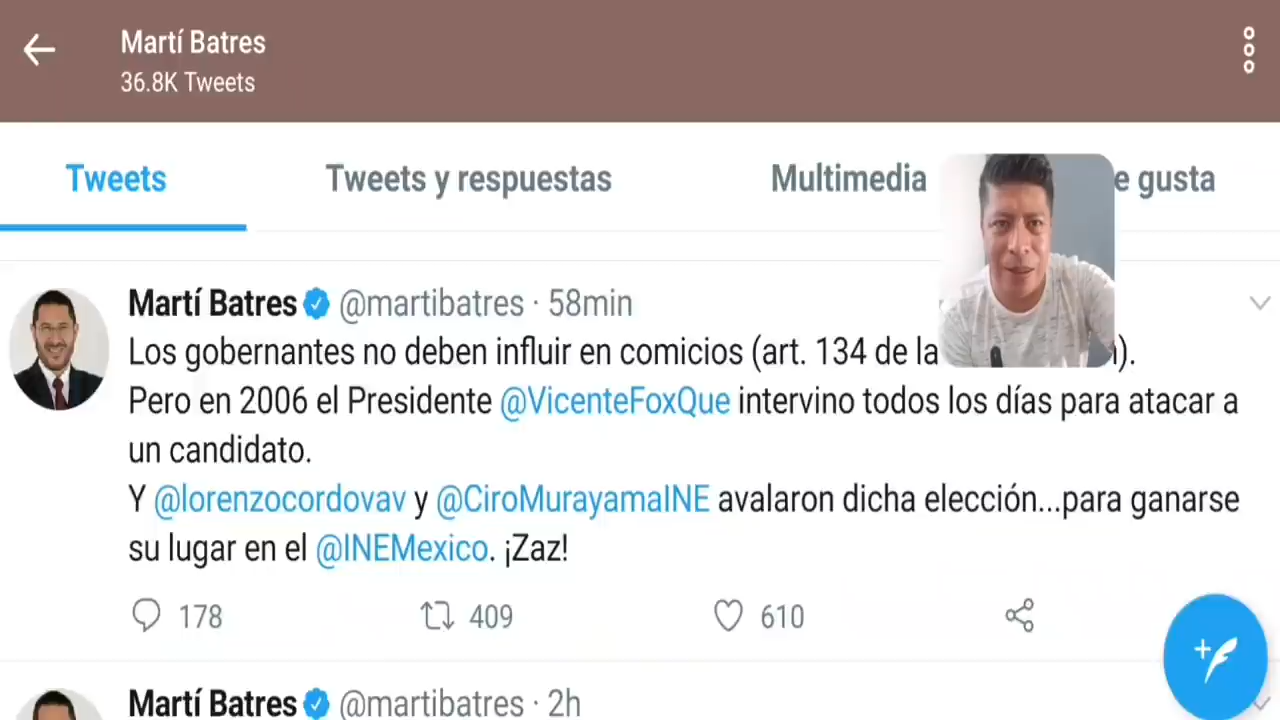 Martí Batres
36.8K Tweets
Tweets Tweets y respuestas Multimedia e gusta
Martí Batres @martibatres · 58min
Los gobernantes no deben influir en comicios (art. 134 de la ).
Pero en 2006 el Presidente @VicenteFoxQue intervino todos los días para atacar a
un candidato.
Y @lorenzocordovav y @CiroMurayamaINE avalaron dicha elección...para ganarse
su lugar en el @INEMexico. ¡Zaz!
178 409 610
Martí Batres @martibatres · 2h